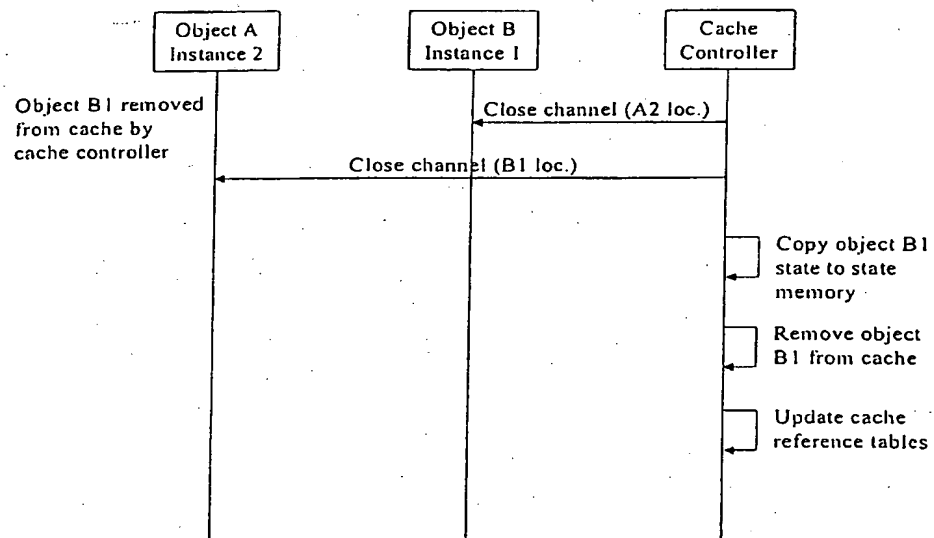 Object A
Instance 2
Object B
Instance 1
Cache
Controller
Object B1 removed
from cache by
cache controller
Close channel (A2 loc.)
Close channel (B1 loc.)
Copy object B1
state to state
memory
Remove object
B1 from cache
Update cache
reference tables